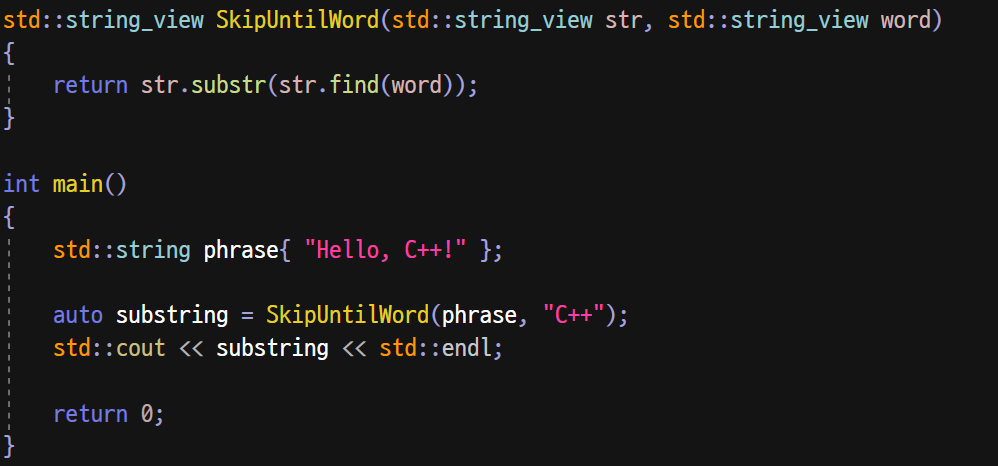 std::string_view SkipUntilWord(std::string_view str, std::string_view word)
{
    return str.substr(str.find(word));
}

int main()
{
    std::string phrase{ "Hello, C++!" };

    auto substring = SkipUntilWord(phrase, "C++");
    std::cout << substring << std::endl;

    return 0;
}